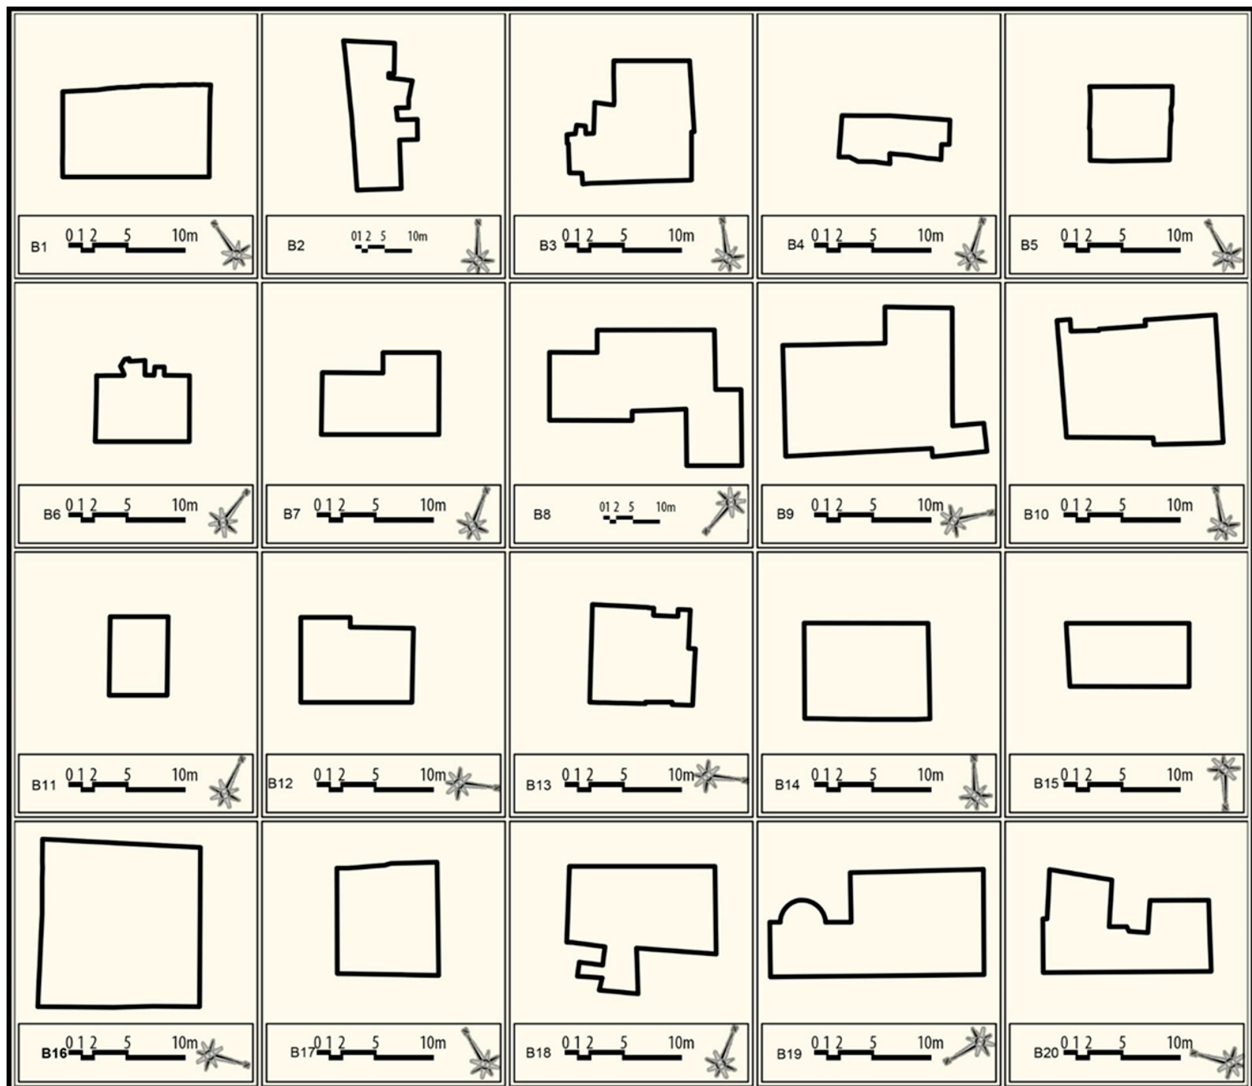 B1 0 1 2 5 10m
B2 01 2 5 10m
B3 0 1 2 5 10m
B4 0 1 2 5 10m
B5 0 1 2 5 10m
B6 0 1 2 5 10m
B7 0 1 2 5 10m
B8 01 2 5 10m
B9 0 1 2 5 10m
B10 0 1 2 5 10m
B11 0 1 2 5 10m
B12 0 1 2 5 10m
B13 0 1 2 5 10m
B14 0 1 2 5 10m
B15 0 1 2 5 10m
B16 0 1 2 5 10m
B17 0 1 2 5 10m
B18 0 1 2 5 10m
B19 0 1 2 5 10m
B20 0 1 2 5 10m